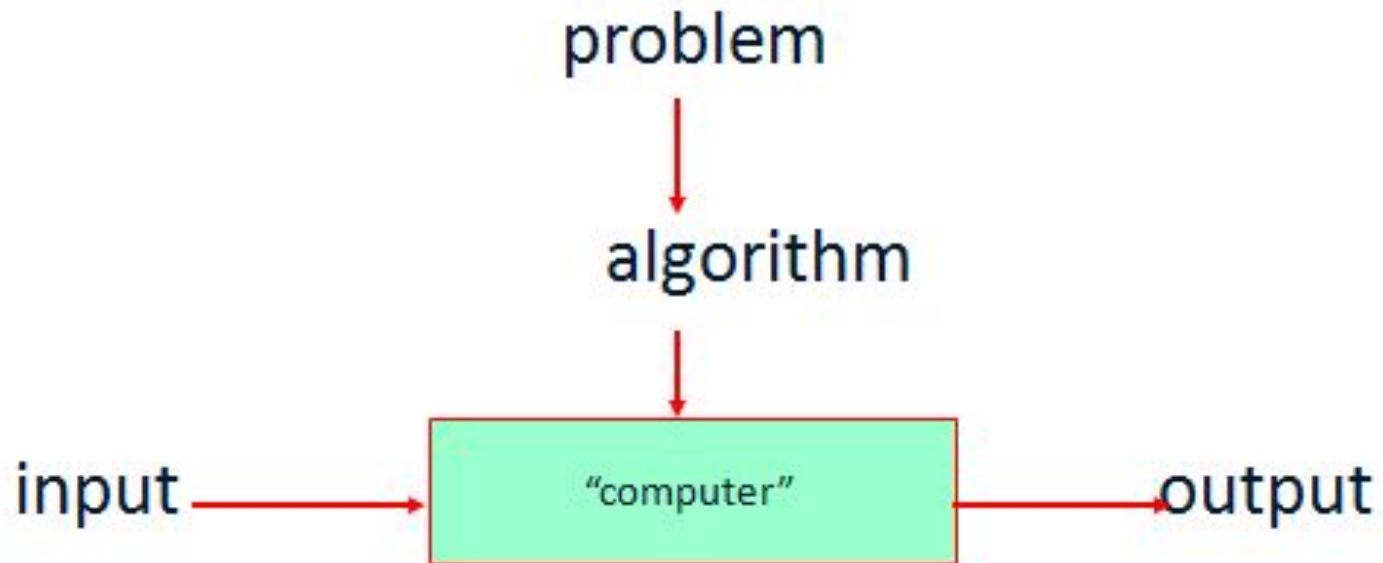 problem
algorithm
input
“computer”
output